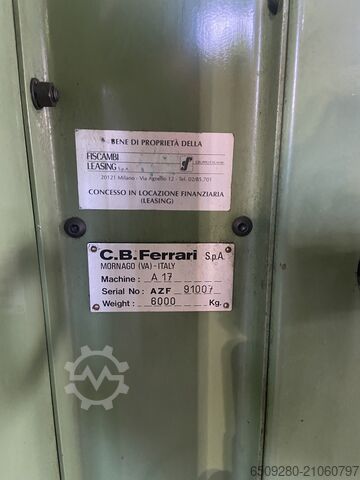 BENE DI PROPRIETÀ DELLA
FISCAMBI
LEASING S.p.A.
20121 Milano - Via Agnello 12 - Tel. 02/85.701
CONCESSO IN LOCAZIONE FINANZIARIA
(LEASING)
C.B.Ferrari S.p.A.
MORNAGO (VA) - ITALY
Machine: A 17
Serial No: AZF 91007
Weight: 6000 Kg.
6509280-21060797